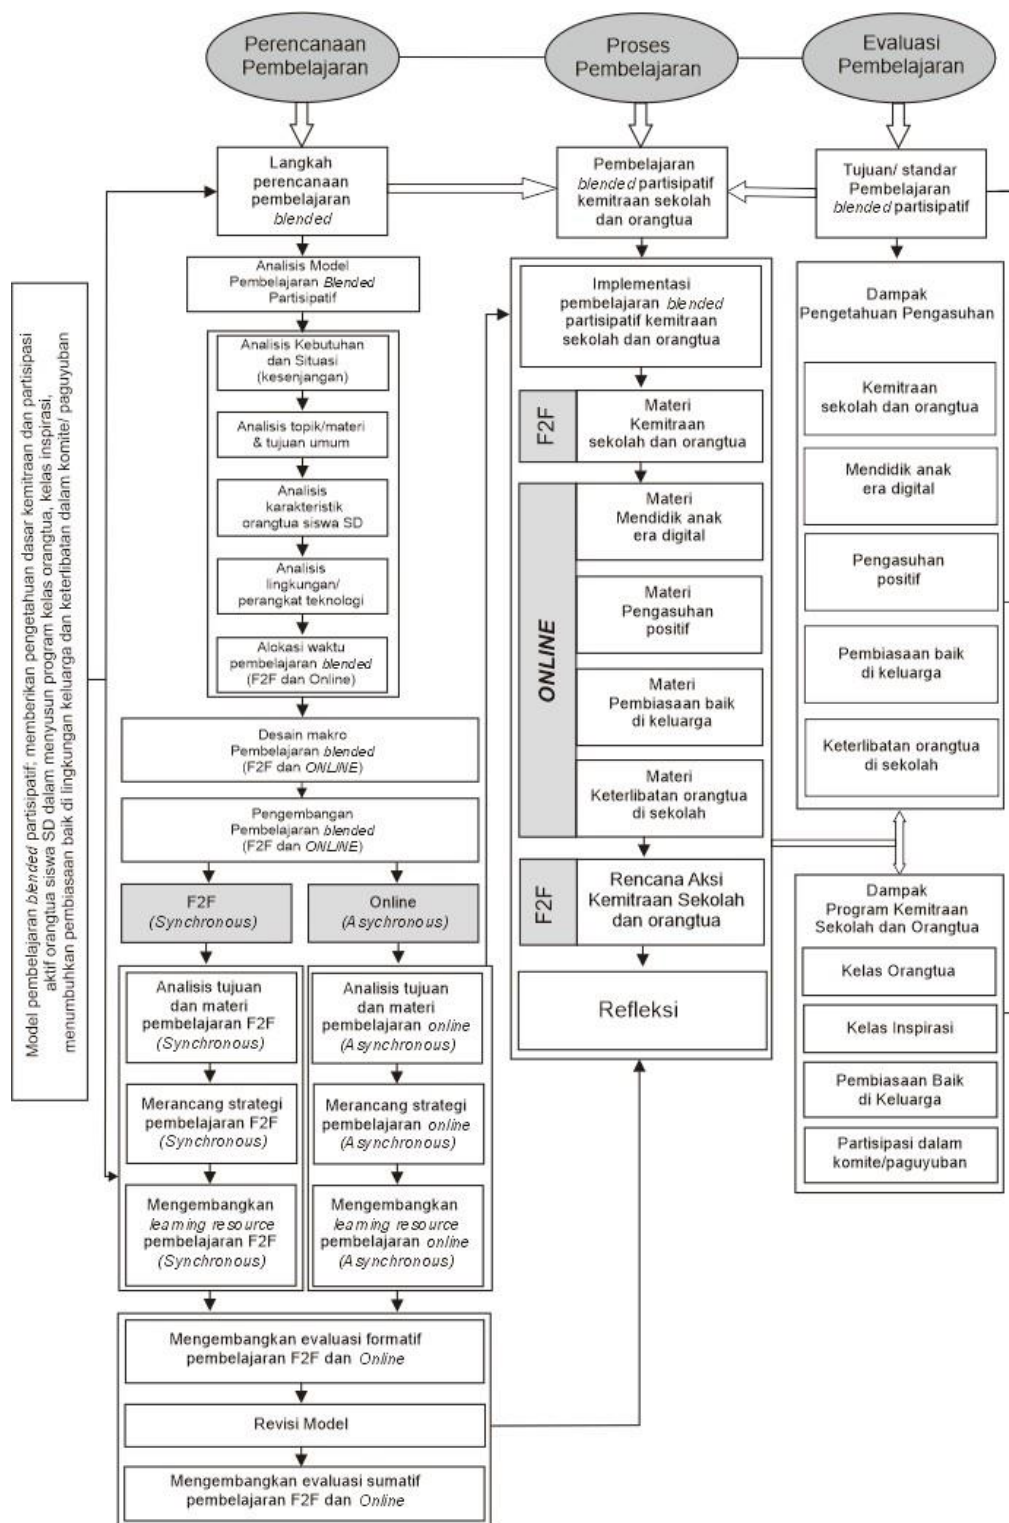 Perencanaan
Pembelajaran
Proses
Pembelajaran
Evaluasi
Pembelajaran
Model pembelajaran blended partisipatif; memberikan pengetahuan dasar kemitraan dan partisipasi
aktif orangtua siswa SD dalam menyusun program kelas orangtua, kelas inspirasi,
menumbuhkan pembiasaan baik di lingkungan keluarga dan keterlibatan dalam komite/ paguyuban
Langkah
perencanaan
pembelajaran
blended
Analisis Model
Pembelajaran Blended
Partisipatif
Analisis Kebutuhan
dan Situasi
(kesenjangan)
Analisis topik/materi
& tujuan umum
Analisis
karakteristik
orangtua siswa SD
Analisis
lingkungan/
perangkat teknologi
Alokasi waktu
pembelajaran blended
(F2F dan Online)
Desain makro
Pembelajaran blended
(F2F dan ONLINE)
Pengembangan
Pembelajaran blended
(F2F dan ONLINE)
F2F
(Synchronous)
Analisis tujuan
dan materi
pembelajaran F2F
(Synchronous)
Merancang strategi
pembelajaran F2F
(Synchronous)
Mengembangkan
learning resource
pembelajaran F2F
(Synchronous)
Online
(Asychronous)
Analisis tujuan
dan materi
pembelajaran online
(Asynchronous)
Merancang strategi
pembelajaran online
(Asynchronous)
Mengembangkan
learning resource
pembelajaran online
(Asynchronous)
Mengembangkan evaluasi formatif
pembelajaran F2F dan Online
Revisi Model
Mengembangkan evaluasi sumatif
pembelajaran F2F dan Online
Pembelajaran
blended partisipatif
kemitraan sekolah
dan orangtua
Implementasi
pembelajaran blended
partisipatif kemitraan
sekolah dan orangtua
F2F
Materi
Kemitraan
sekolah dan orangtua
ONLINE
Materi
Mendidik anak
era digital
Materi
Pengasuhan
positif
Materi
Pembiasaan baik
di keluarga
Materi
Keterlibatan orangtua
di sekolah
F2F
Rencana Aksi
Kemitraan Sekolah
dan orangtua
Refleksi
Tujuan/ standar
Pembelajaran
blended partisipatif
Dampak
Pengetahuan Pengasuhan
Kemitraan
sekolah dan orangtua
Mendidik anak
era digital
Pengasuhan
positif
Pembiasaan baik
di keluarga
Keterlibatan orangtua
di sekolah
Dampak
Program Kemitraan
Sekolah dan Orangtua
Kelas Orangtua
Kelas Inspirasi
Pembiasaan Baik
di Keluarga
Partisipasi dalam
komite/paguyuban